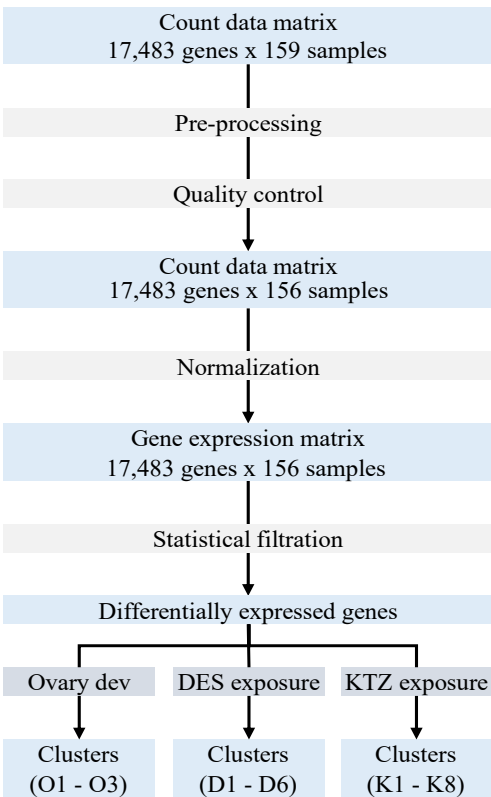 Count data matrix
17,483 genes x 159 samples
Pre-processing
Quality control
Count data matrix
17,483 genes x 156 samples
Normalization
Gene expression matrix
17,483 genes x 156 samples
Statistical filtration
Differentially expressed genes
Ovary dev
DES exposure
KTZ exposure
Clusters
(O1 - O3)
Clusters
(D1 - D6)
Clusters
(K1 - K8)